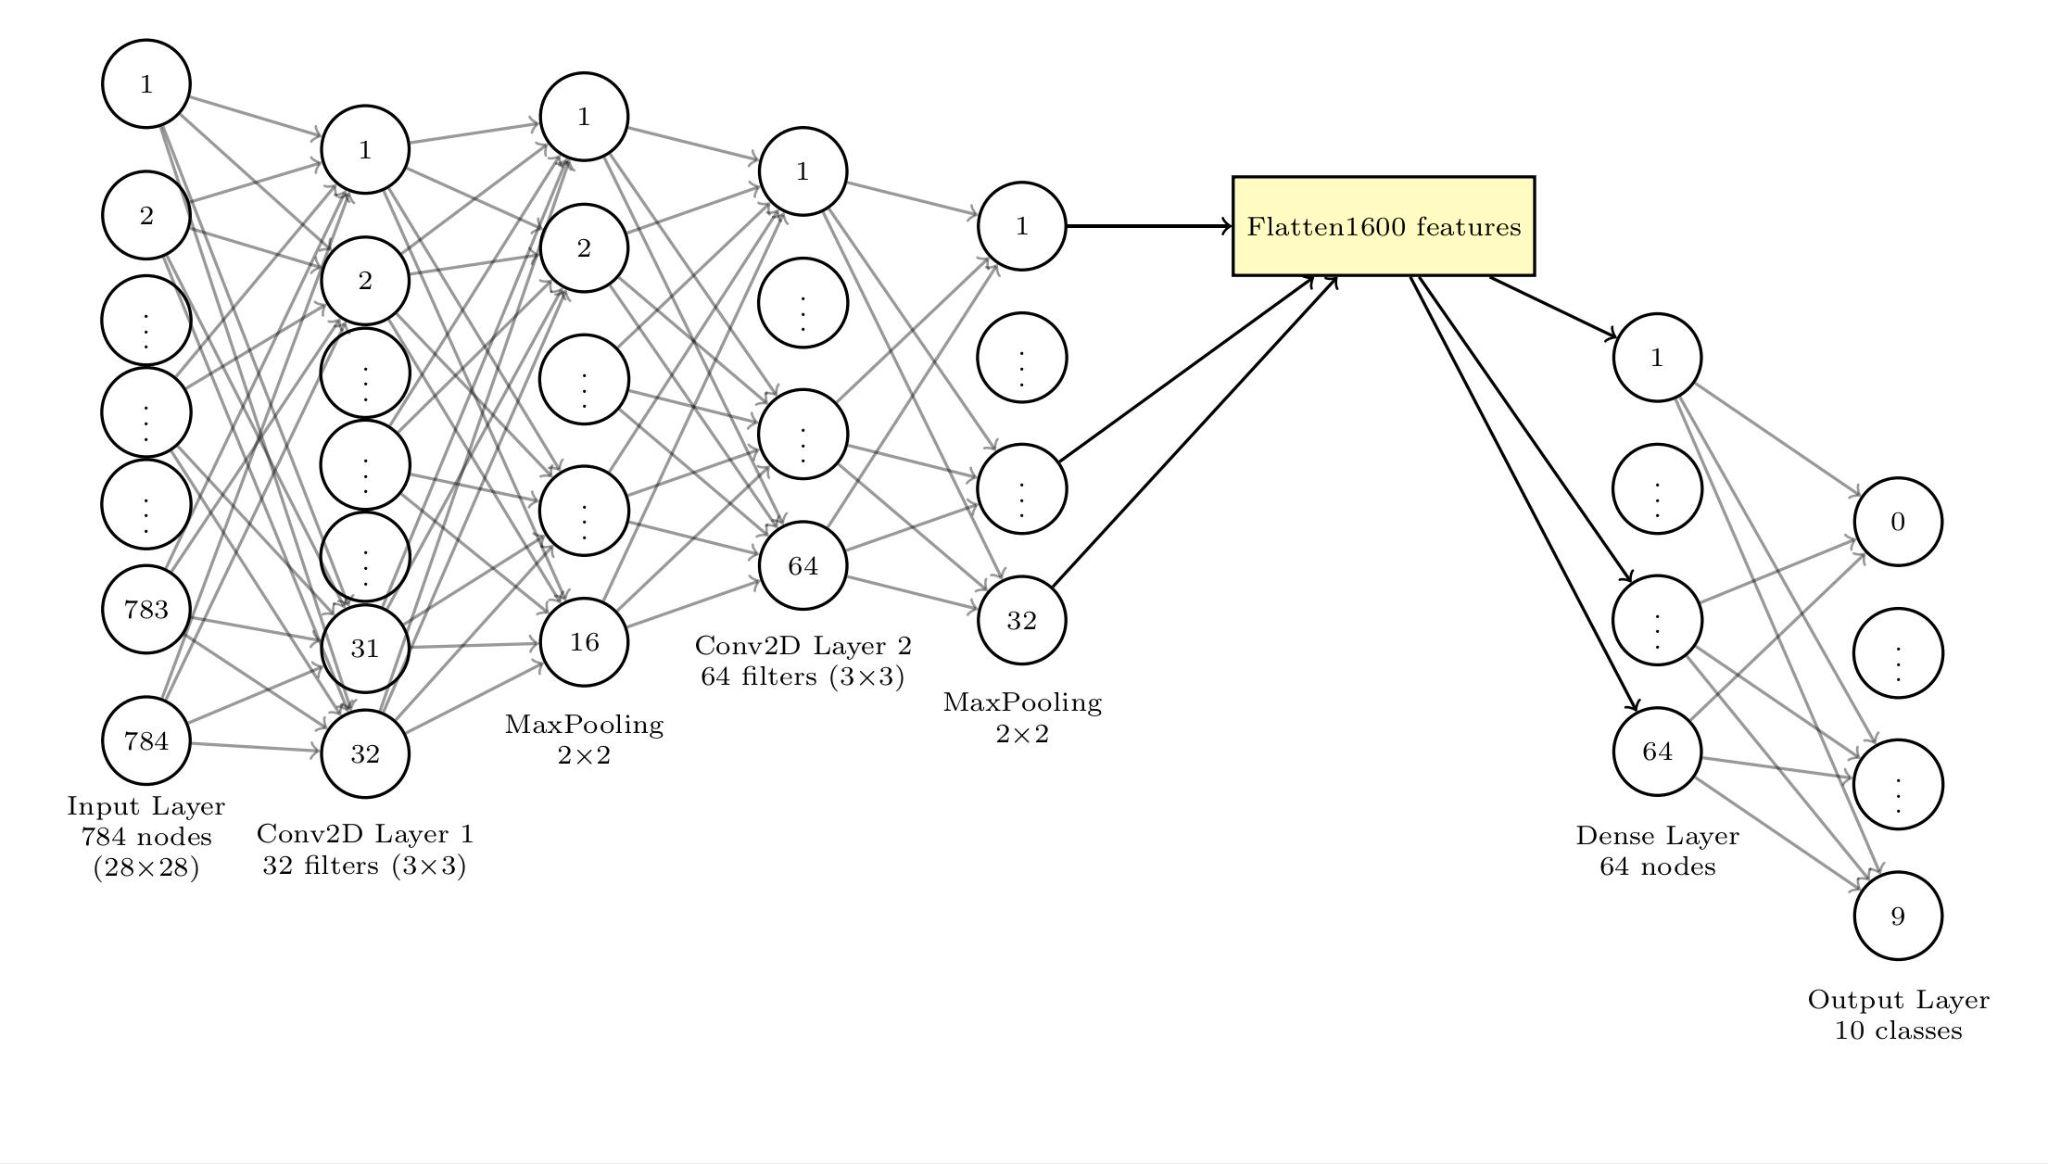 1
2
⋮
⋮
⋮
783
784
Input Layer
784 nodes
(28×28)
1
2
⋮
⋮
⋮
31
32
Conv2D Layer 1
32 filters (3×3)
1
2
⋮
⋮
16
MaxPooling
2×2
1
⋮
⋮
64
Conv2D Layer 2
64 filters (3×3)
1
⋮
⋮
32
MaxPooling
2×2
Flatten1600 features
1
⋮
⋮
64
Dense Layer
64 nodes
0
⋮
⋮
9
Output Layer
10 classes